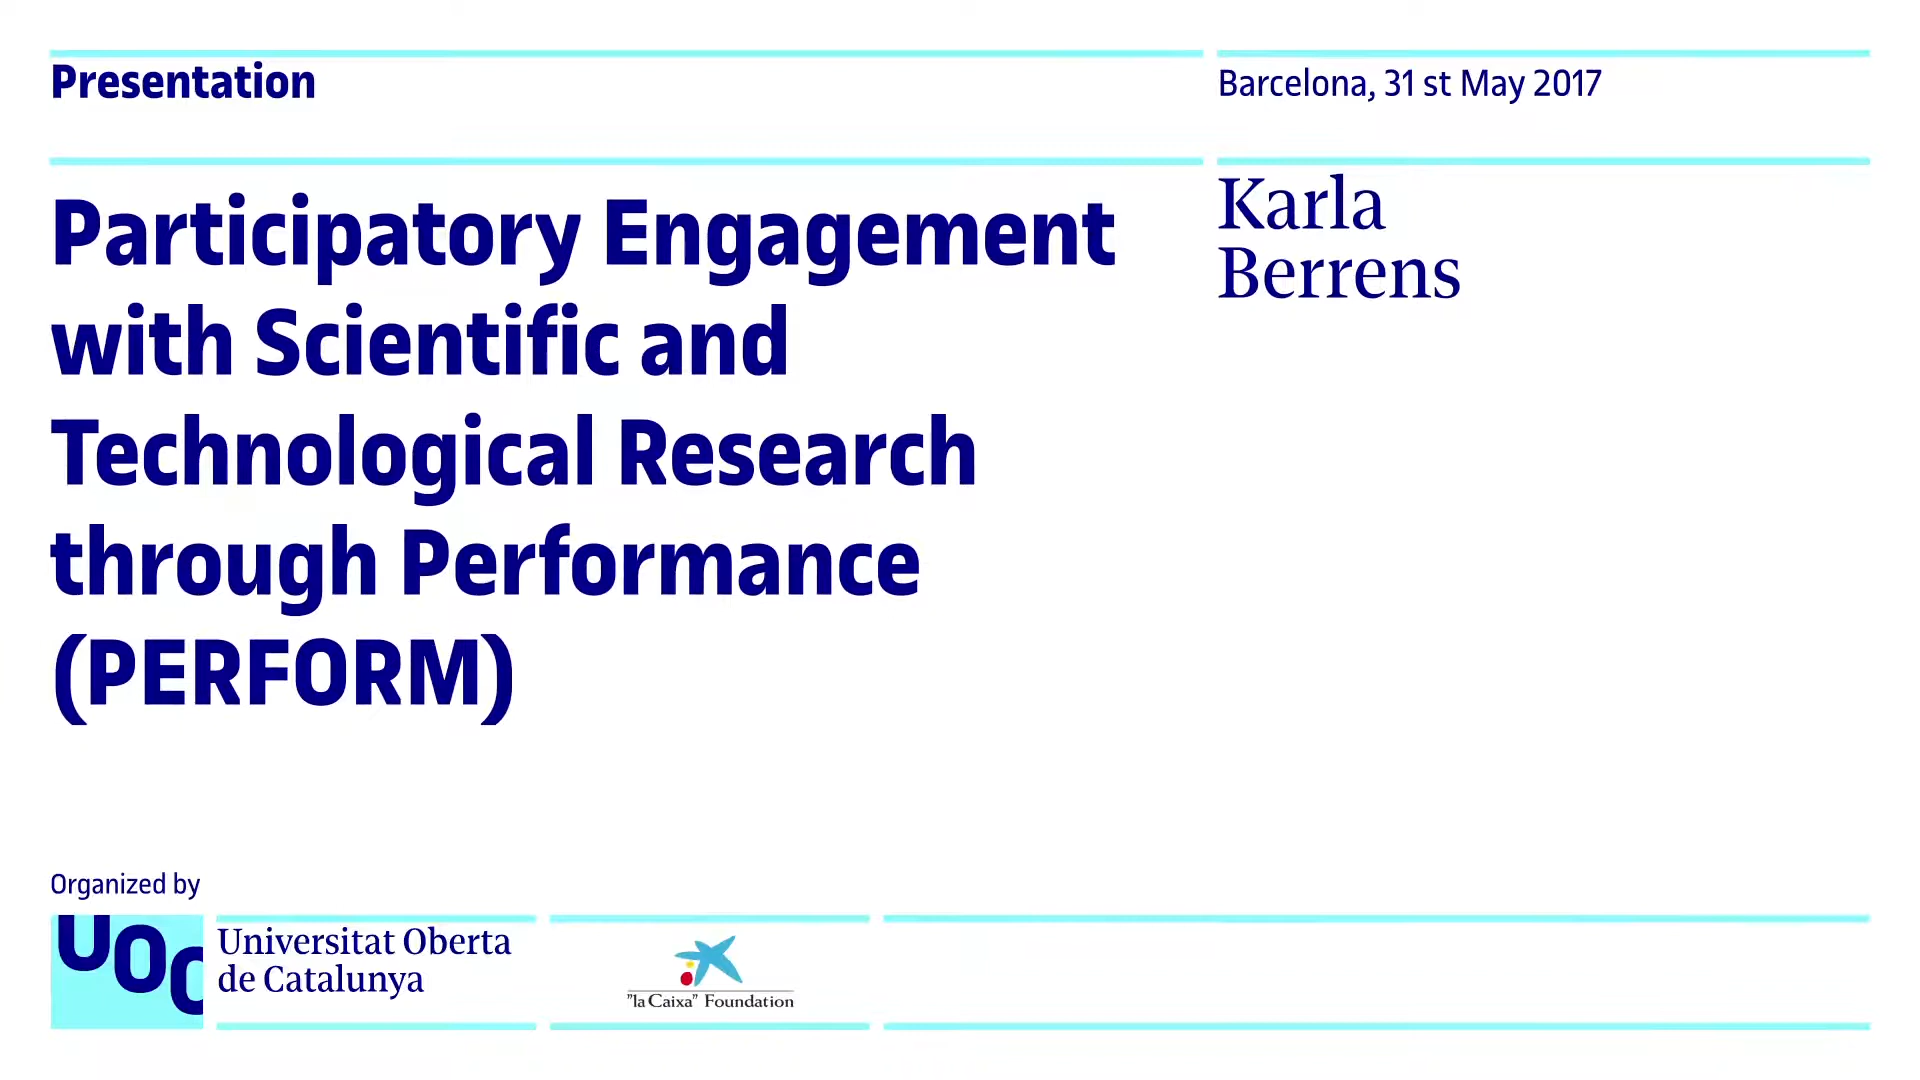 Presentation
Barcelona, 31 st May 2017
Participatory Engagement
with Scientific and
Technological Research
through Performance
(PERFORM)
Karla
Berrens
Organized by
UOC
Universitat Oberta
de Catalunya
"la Caixa" Foundation